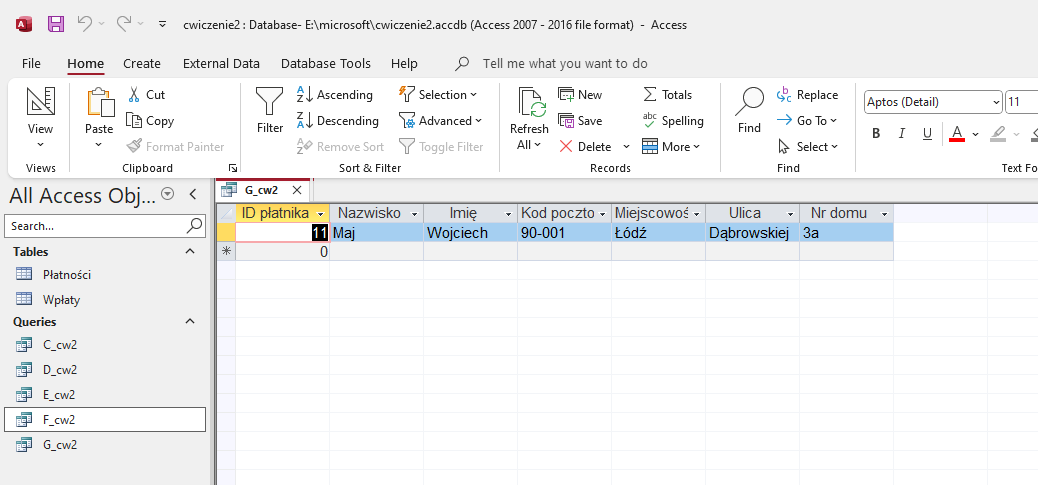 cwiczenie2 : Database- E:\microsoft\cwiczenie2.accdb (Access 2007 - 2016 file format) - Access
File Home Create External Data Database Tools Help Tell me what you want to do
View
Views
Paste
Cut
Copy
Format Painter
Clipboard
Filter
Ascending
Descending
Remove Sort
Selection
Advanced
Toggle Filter
Sort & Filter
Refresh
All
New
Save
Delete
Totals
Spelling
More
Records
Find
Replace
Go To
Select
Find
Aptos (Detail) 11
B I U A
Text Fo
All Access Obj...
Search...
Tables
Płatności
Wpłaty
Queries
C_cw2
D_cw2
E_cw2
F_cw2
G_cw2
G_cw2
ID płatnika Nazwisko Imię Kod poczto Miejscowoś Ulica Nr domu
11 Maj Wojciech 90-001 Łódź Dąbrowskiej 3a
* 0